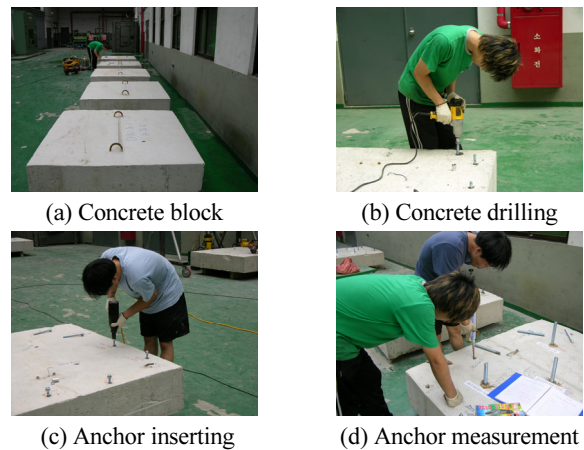 소화전
(a) Concrete block
(b) Concrete drilling
(c) Anchor inserting
(d) Anchor measurement